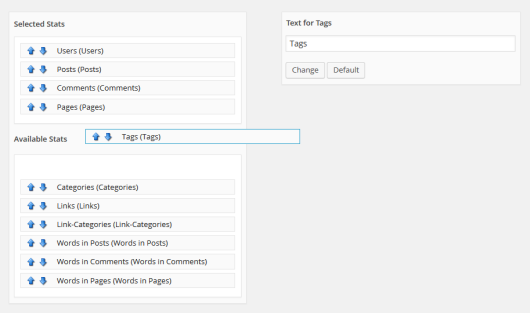 Selected Stats
Users (Users)
Posts (Posts)
Comments (Comments)
Pages (Pages)
Available Stats
Tags (Tags)
Categories (Categories)
Links (Links)
Link-Categories (Link-Categories)
Words in Posts (Words in Posts)
Words in Comments (Words in Comments)
Words in Pages (Words in Pages)
Text for Tags
Tags
Change Default